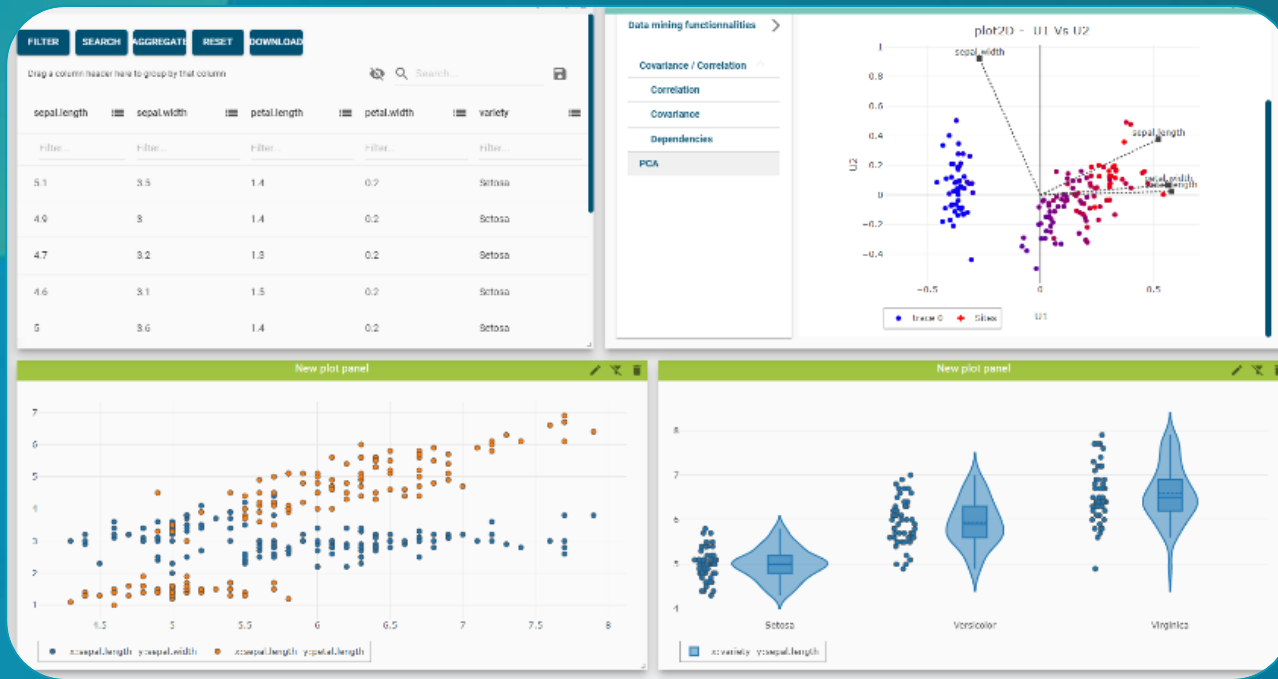 FILTER SEARCH AGGREGATE RESET DOWNLOAD
Drag a column header here to group by that column Search...
sepal.length sepal.width petal.length petal.width variety
Filter... Filter... Filter... Filter... Filter...
5.1 3.5 1.4 0.2 Setosa
4.9 3 1.4 0.2 Setosa
4.7 3.2 1.3 0.2 Setosa
4.6 3.1 1.5 0.2 Setosa
5 3.6 1.4 0.2 Setosa
Data mining functionnalities
Covariance / Correlation
Correlation
Covariance
Dependencies
PCA
plot2D - U1 Vs U2
1
0.8
0.6
0.4
0.2
0
−0.2
−0.4
U2
sepal.width
sepal.length
petal.width
−0.5 0 0.5
U1
trace 0 Sites
New plot panel
7
6
5
4
3
2
1
4.5 5 5.5 6 6.5 7 7.5 8
x:sepal.length y:sepal.width x:sepal.length y:petal.length
New plot panel
8
7
6
5
4
Setosa Versicolor Virginica
x:variety y:sepal.length